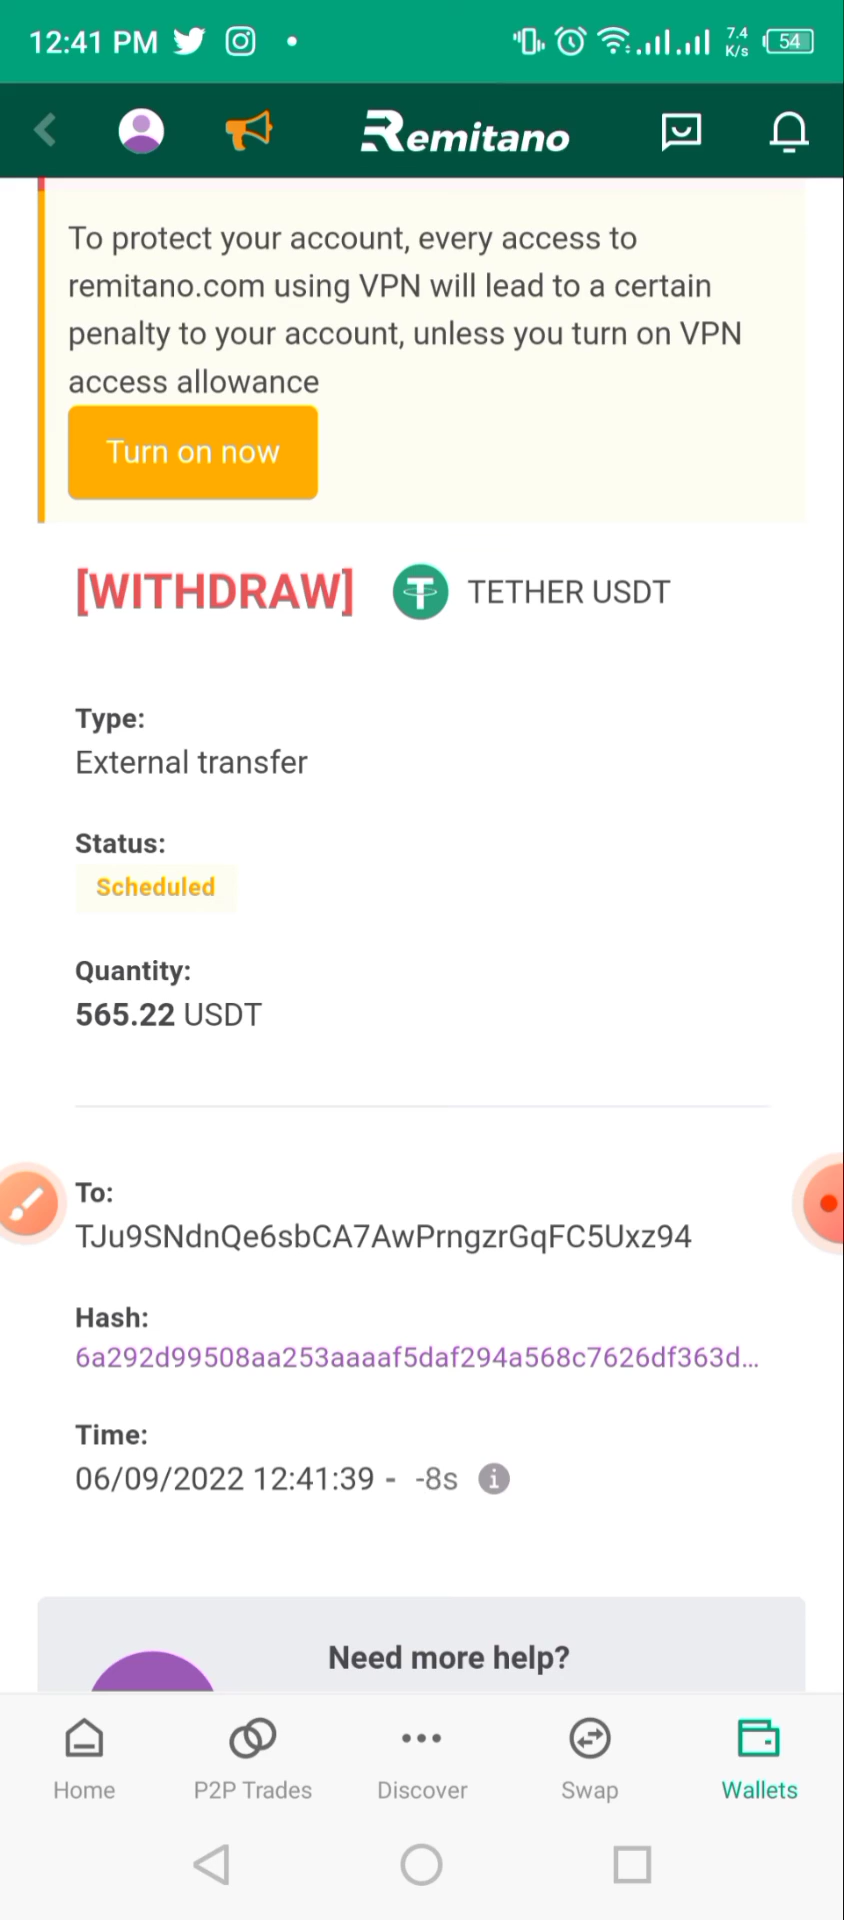 12:41 PM
7.4
K/s
54
Remitano
To protect your account, every access to
remitano.com using VPN will lead to a certain
penalty to your account, unless you turn on VPN
access allowance
Turn on now
[WITHDRAW] TETHER USDT
Type:
External transfer
Status:
Scheduled
Quantity:
565.22 USDT
To:
TJu9SNdnQe6sbCA7AwPrngzrGqFC5Uxz94
Hash:
6a292d99508aa253aaaaf5daf294a568c7626df363d...
Time:
06/09/2022 12:41:39 - -8s
Need more help?
Home P2P Trades Discover Swap Wallets